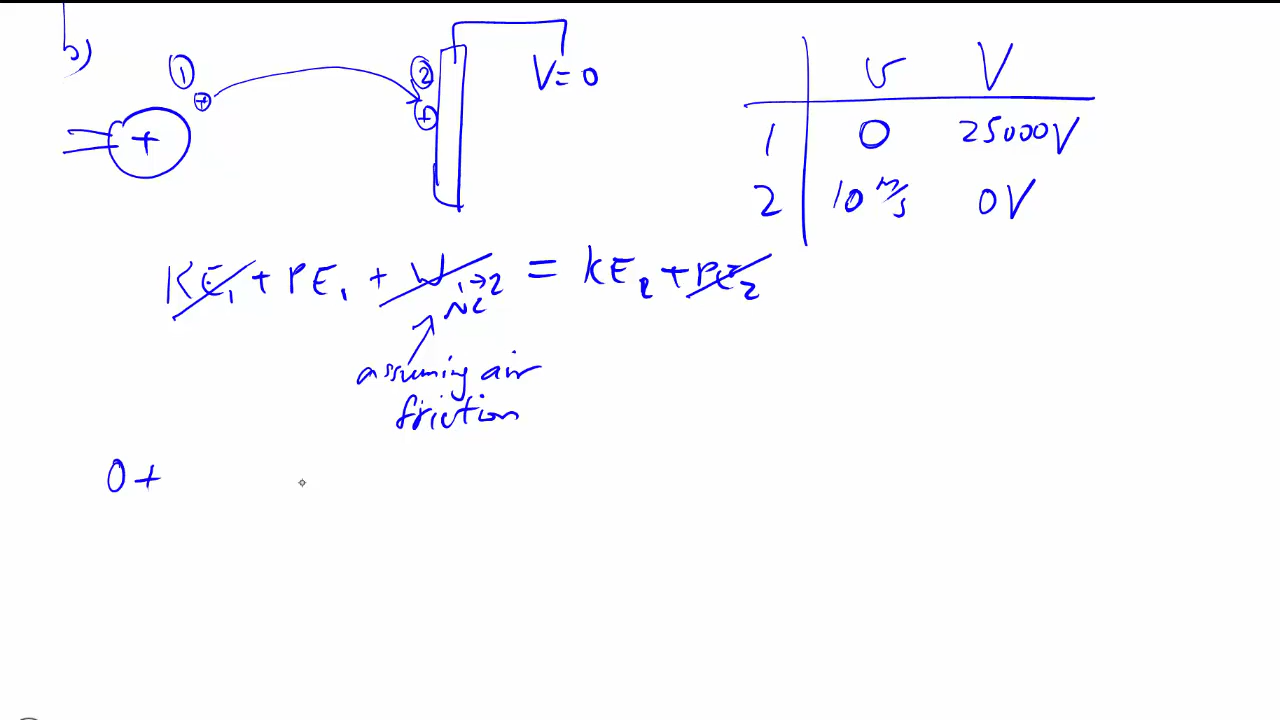 b)
① ②
+ + +
V=0
v V
1 0 25000V
2 10 m/s 0V
KE₁ + PE₁ + W₁→₂ = KE₂ + PE₂
NC
assuming air
friction
0+